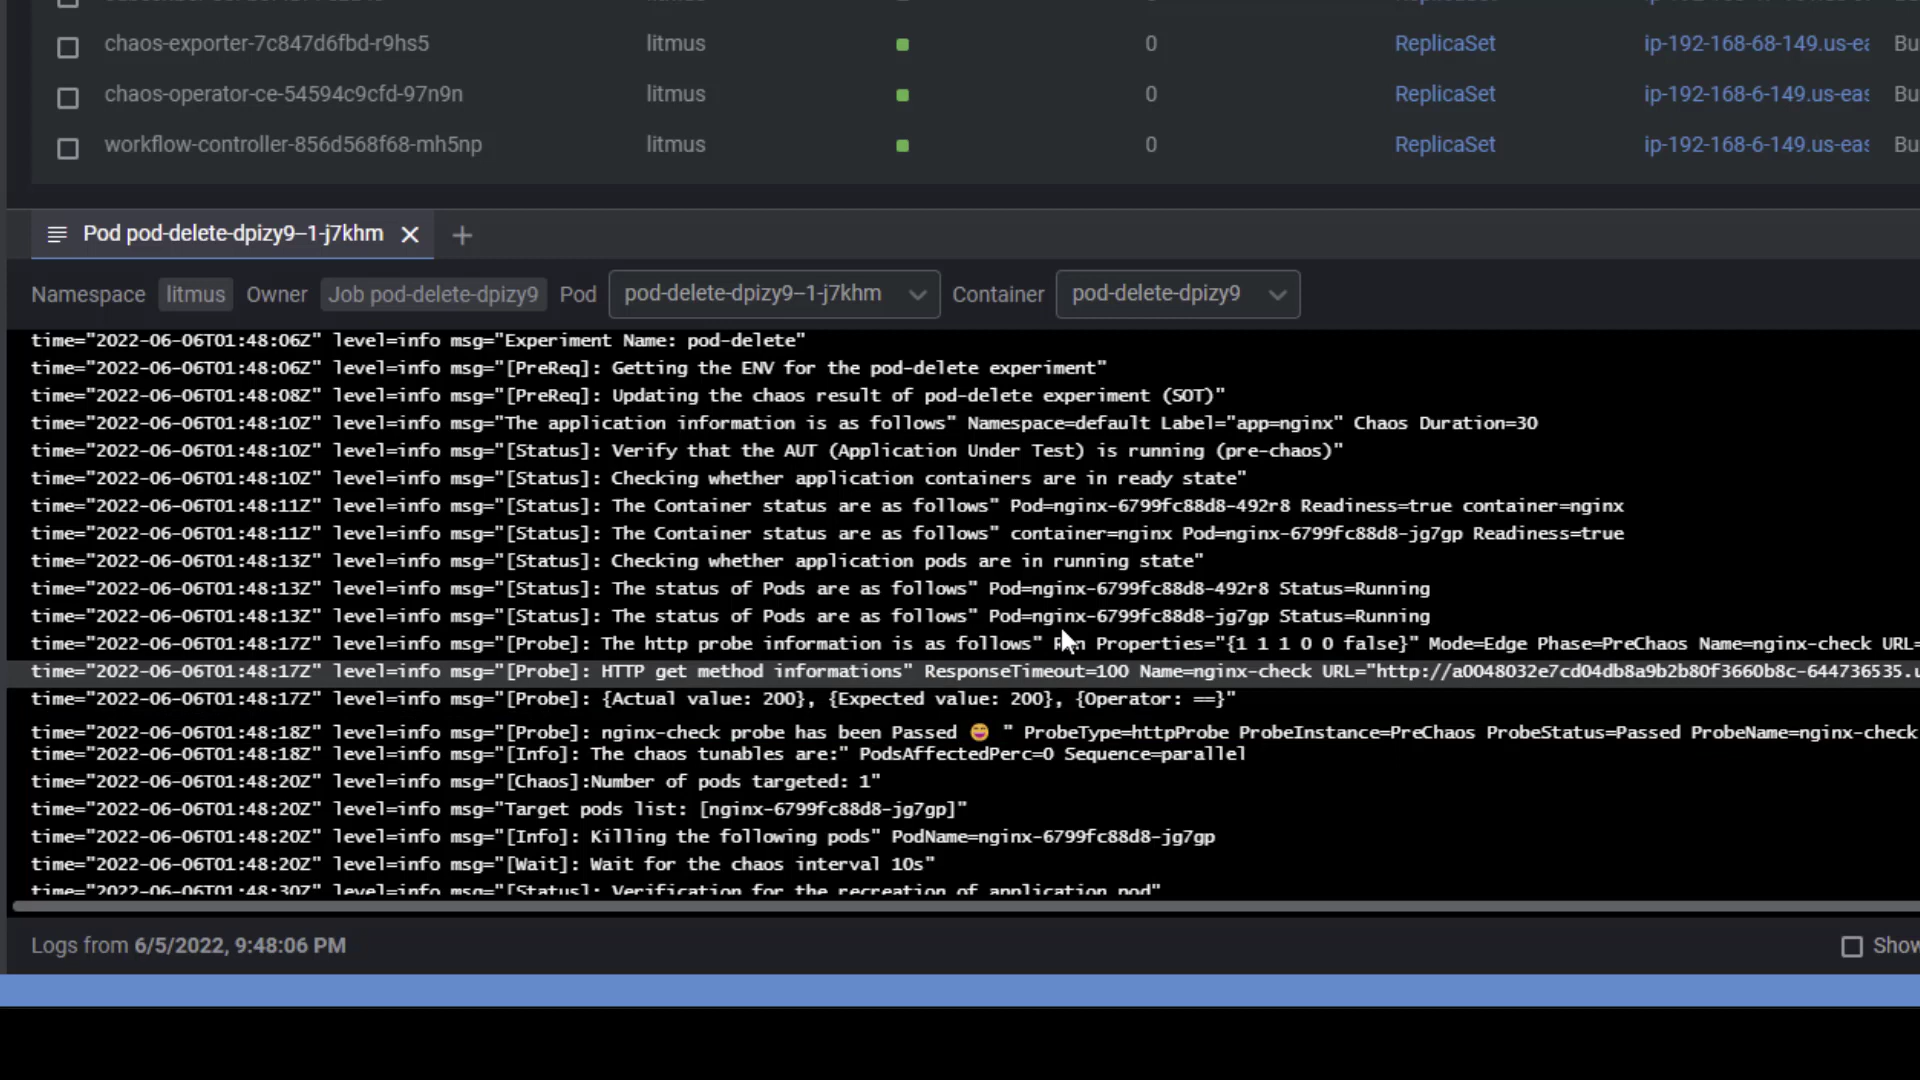 chaos-exporter-7c847d6fbd-r9hs5 litmus 0 ReplicaSet ip-192-168-68-149.us-ea Bu
chaos-operator-ce-54594c9cfd-97n9n litmus 0 ReplicaSet ip-192-168-6-149.us-eas Bu
workflow-controller-856d568f68-mh5np litmus 0 ReplicaSet ip-192-168-6-149.us-eas Bu
Pod pod-delete-dpizy9--1-j7khm
Namespace litmus Owner Job pod-delete-dpizy9 Pod pod-delete-dpizy9--1-j7khm Container pod-delete-dpizy9
time="2022-06-06T01:48:06Z" level=info msg="Experiment Name: pod-delete"
time="2022-06-06T01:48:06Z" level=info msg="[PreReq]: Getting the ENV for the pod-delete experiment"
time="2022-06-06T01:48:08Z" level=info msg="[PreReq]: Updating the chaos result of pod-delete experiment (SOT)"
time="2022-06-06T01:48:10Z" level=info msg="The application information is as follows" Namespace=default Label="app=nginx" Chaos Duration=30
time="2022-06-06T01:48:10Z" level=info msg="[Status]: Verify that the AUT (Application Under Test) is running (pre-chaos)"
time="2022-06-06T01:48:10Z" level=info msg="[Status]: Checking whether application containers are in ready state"
time="2022-06-06T01:48:11Z" level=info msg="[Status]: The Container status are as follows" Pod=nginx-6799fc88d8-492r8 Readiness=true container=nginx
time="2022-06-06T01:48:11Z" level=info msg="[Status]: The Container status are as follows" container=nginx Pod=nginx-6799fc88d8-jg7gp Readiness=true
time="2022-06-06T01:48:13Z" level=info msg="[Status]: Checking whether application pods are in running state"
time="2022-06-06T01:48:13Z" level=info msg="[Status]: The status of Pods are as follows" Pod=nginx-6799fc88d8-492r8 Status=Running
time="2022-06-06T01:48:13Z" level=info msg="[Status]: The status of Pods are as follows" Pod=nginx-6799fc88d8-jg7gp Status=Running
time="2022-06-06T01:48:17Z" level=info msg="[Probe]: The http probe information is as follows" Run Properties="{1 1 1 0 0 false}" Mode=Edge Phase=PreChaos Name=nginx-check URL=
time="2022-06-06T01:48:17Z" level=info msg="[Probe]: HTTP get method informations" ResponseTimeout=100 Name=nginx-check URL="http://a0048032e7cd04db8a9b2b80f3660b8c-644736535.u
time="2022-06-06T01:48:17Z" level=info msg="[Probe]: {Actual value: 200}, {Expected value: 200}, {Operator: ==}"
time="2022-06-06T01:48:18Z" level=info msg="[Probe]: nginx-check probe has been Passed 😄 " ProbeType=httpProbe ProbeInstance=PreChaos ProbeStatus=Passed ProbeName=nginx-check
time="2022-06-06T01:48:18Z" level=info msg="[Info]: The chaos tunables are:" PodsAffectedPerc=0 Sequence=parallel
time="2022-06-06T01:48:20Z" level=info msg="[Chaos]:Number of pods targeted: 1"
time="2022-06-06T01:48:20Z" level=info msg="Target pods list: [nginx-6799fc88d8-jg7gp]"
time="2022-06-06T01:48:20Z" level=info msg="[Info]: Killing the following pods" PodName=nginx-6799fc88d8-jg7gp
time="2022-06-06T01:48:20Z" level=info msg="[Wait]: Wait for the chaos interval 10s"
time="2022-06-06T01:48:30Z" level=info msg="[Status]: Verification for the recreation of application pod"
Logs from 6/5/2022, 9:48:06 PM Show